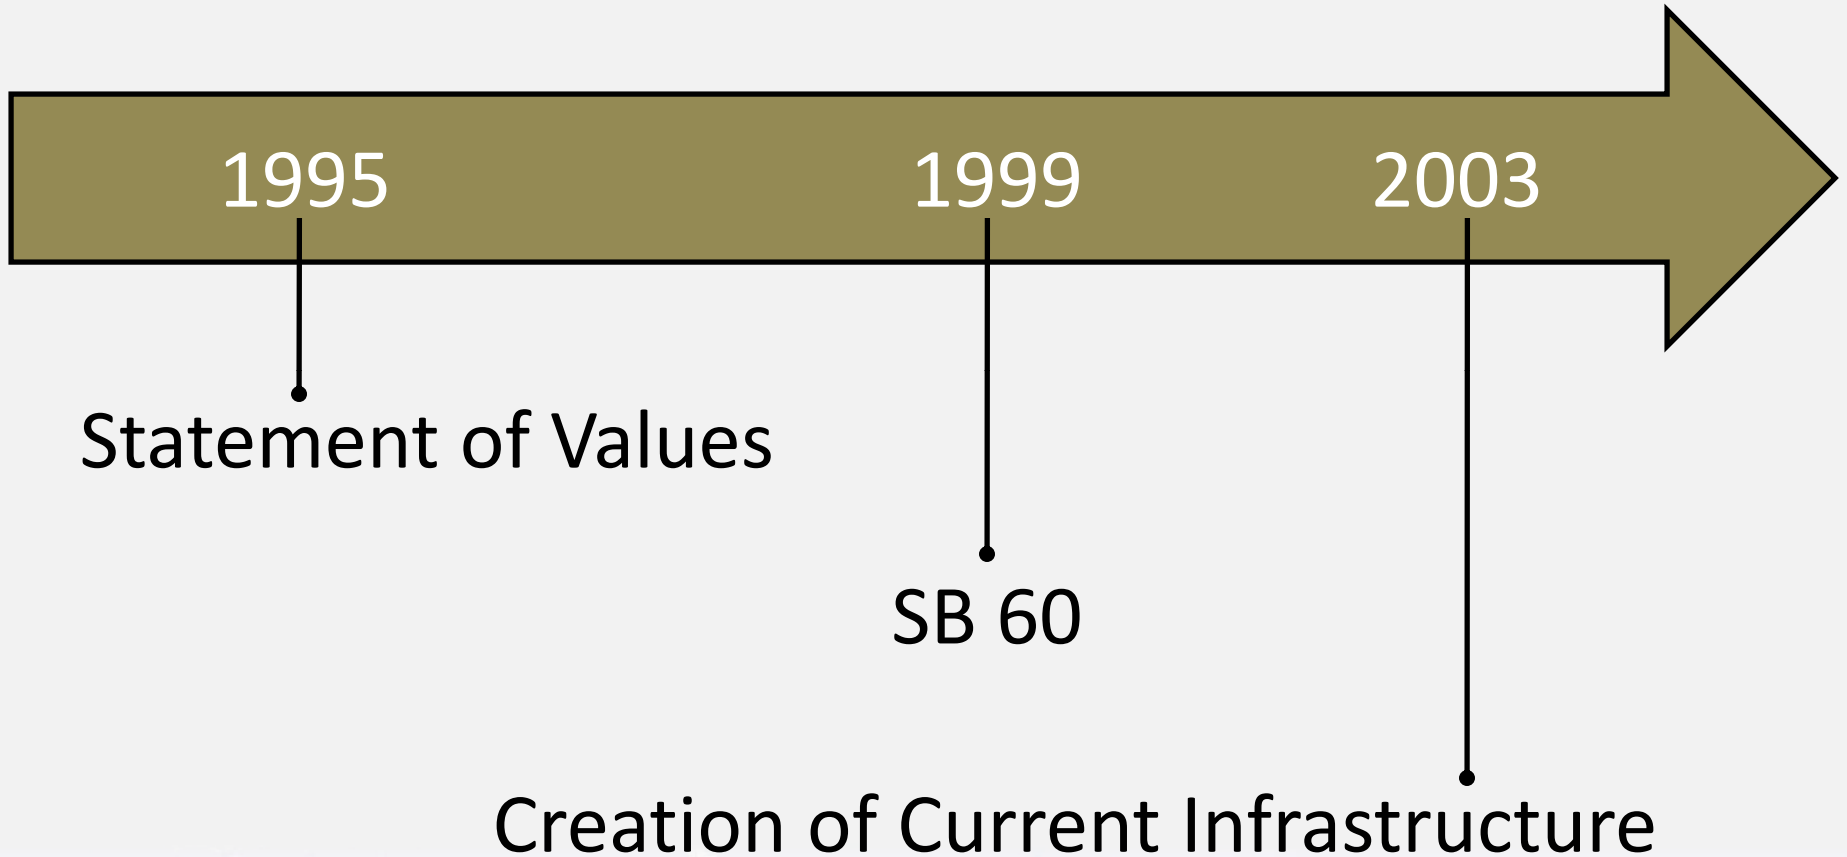 1995 1999 2003
Statement of Values
SB 60
Creation of Current Infrastructure